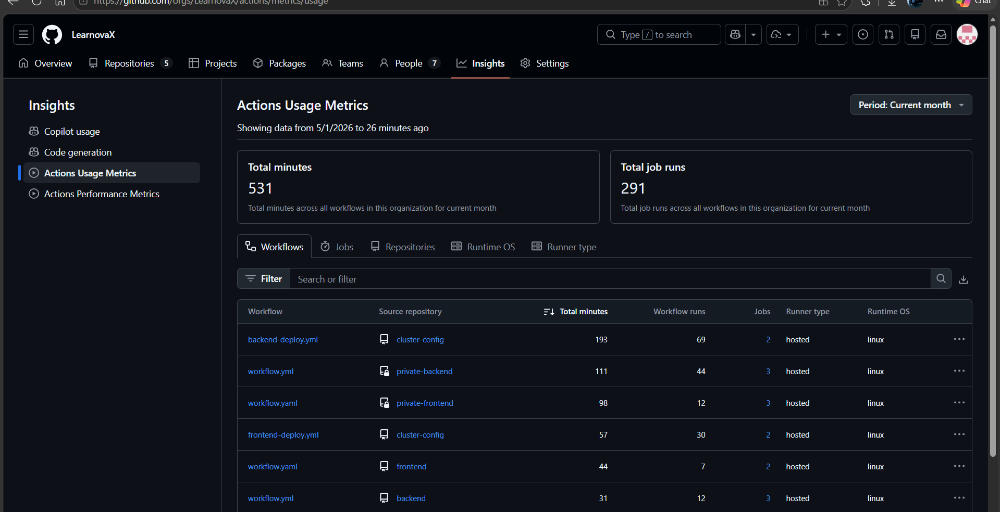 https://github.com/orgs/LearnovaX/actions/metrics/usage
Chat
LearnovaX
Type / to search
Overview
Repositories 5
Projects
Packages
Teams
People 7
Insights
Settings
Insights
Copilot usage
Code generation
Actions Usage Metrics
Actions Performance Metrics
Actions Usage Metrics
Period: Current month
Showing data from 5/1/2026 to 26 minutes ago
Total minutes
531
Total minutes across all workflows in this organization for current month
Total job runs
291
Total job runs across all workflows in this organization for current month
Workflows
Jobs
Repositories
Runtime OS
Runner type
Filter
Search or filter
Workflow Source repository Total minutes Workflow runs Jobs Runner type Runtime OS
backend-deploy.yml cluster-config 193 69 2 hosted linux
workflow.yml private-backend 111 44 3 hosted linux
workflow.yaml private-frontend 98 12 3 hosted linux
frontend-deploy.yml cluster-config 57 30 2 hosted linux
workflow.yaml frontend 44 7 2 hosted linux
workflow.yml backend 31 12 3 hosted linux